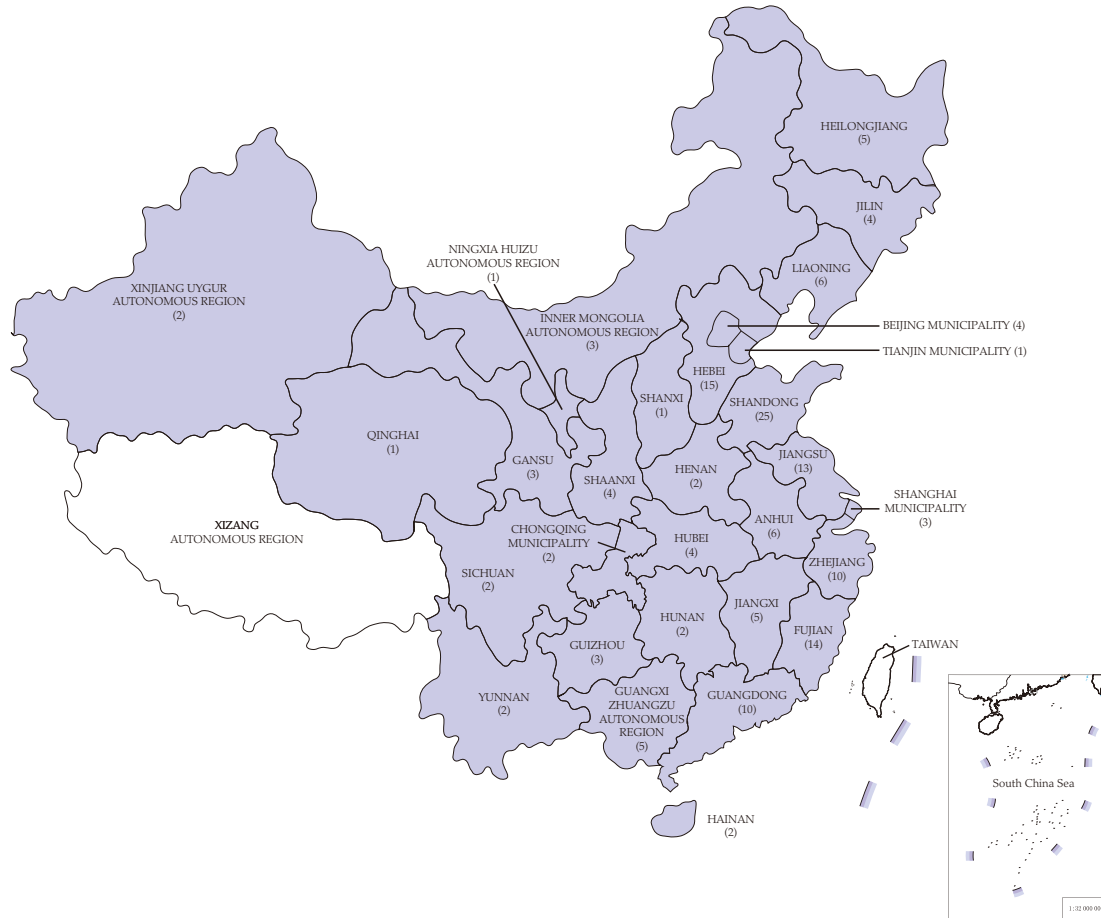 HEILONGJIANG
(5)
JILIN
(4)
LIAONING
(6)
NINGXIA HUIZU
AUTONOMOUS REGION
(1)
XINJIANG UYGUR
AUTONOMOUS REGION
(2)
INNER MONGOLIA
AUTONOMOUS REGION
(3)
BEIJING MUNICIPALITY (4)
TIANJIN MUNICIPALITY (1)
HEBEI
(15)
SHANXI
(1)
SHANDONG
(25)
QINGHAI
(1)
GANSU
(3)
SHAANXI
(4)
HENAN
(2)
JIANGSU
(13)
SHANGHAI
MUNICIPALITY
(3)
XIZANG
AUTONOMOUS REGION
CHONGQING
MUNICIPALITY
(2)
HUBEI
(4)
ANHUI
(6)
ZHEJIANG
(10)
SICHUAN
(2)
HUNAN
(2)
JIANGXI
(5)
FUJIAN
(14)
GUIZHOU
(3)
TAIWAN
YUNNAN
(2)
GUANGXI
ZHUANGZU
AUTONOMOUS
REGION
(5)
GUANGDONG
(10)
HAINAN
(2)
South China Sea
1:32 000 00